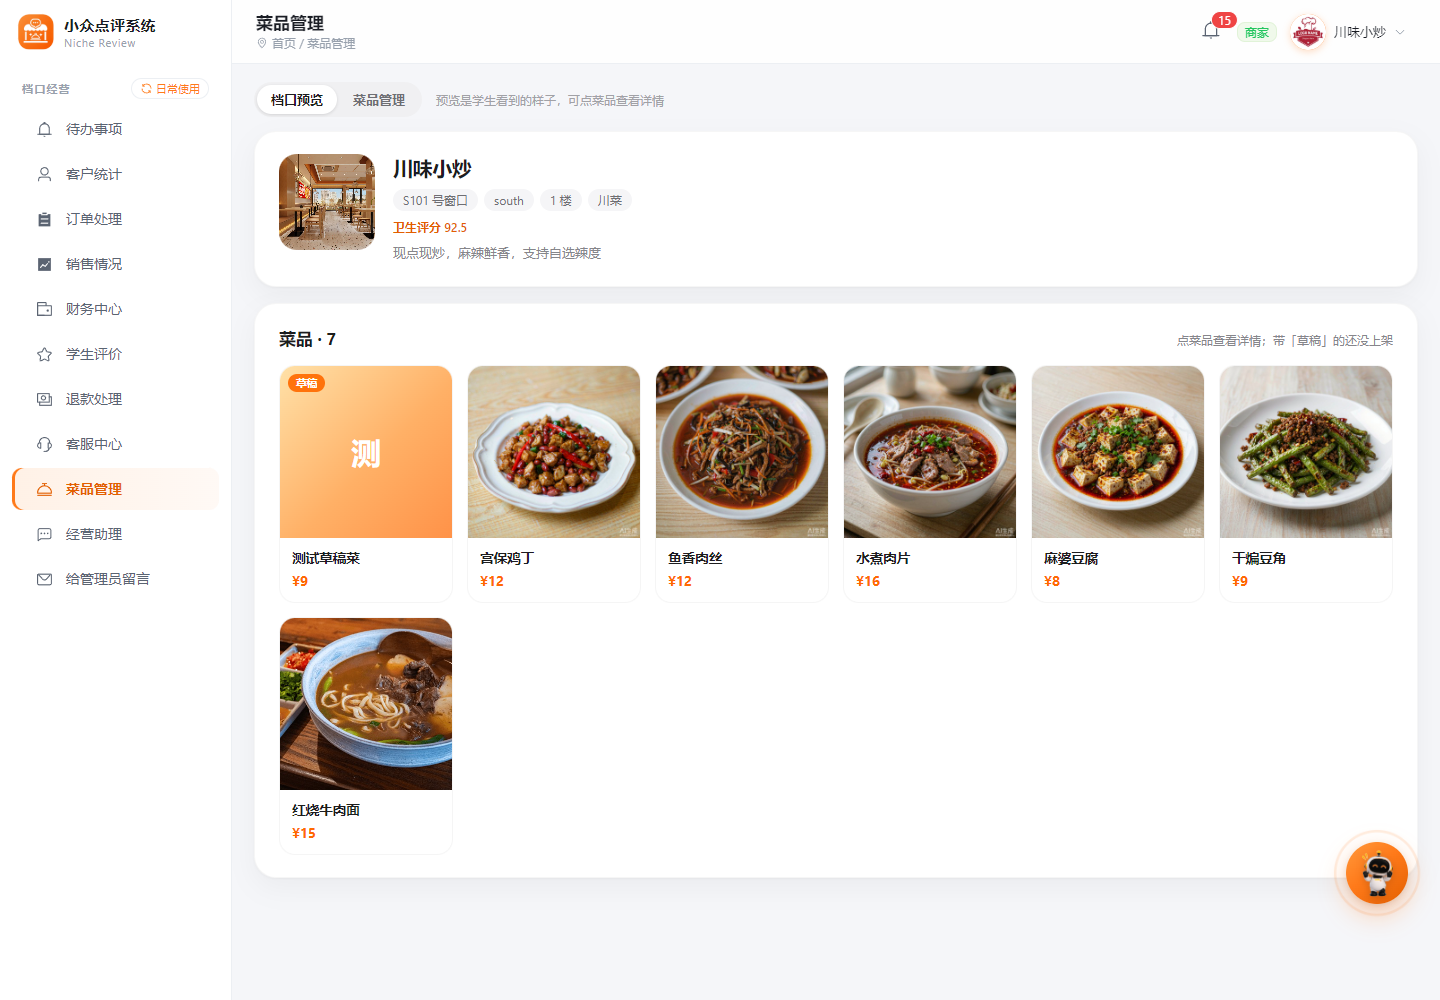 小众点评系统
Niche Review
档口经营
日常使用
待办事项
客户统计
订单处理
销售情况
财务中心
学生评价
退款处理
客服中心
菜品管理
经营助理
给管理员留言
菜品管理
首页 / 菜品管理
15
商家
川味小炒
档口预览
菜品管理
预览是学生看到的样子，可点菜品查看详情
川味小炒
S101 号窗口
south
1 楼
川菜
卫生评分 92.5
现点现炒，麻辣鲜香，支持自选辣度
菜品 · 7
点菜品查看详情；带「草稿」的还没上架
草稿
测
测试草稿菜
¥9
宫保鸡丁
¥12
鱼香肉丝
¥12
水煮肉片
¥16
麻婆豆腐
¥8
干煸豆角
¥9
红烧牛肉面
¥15